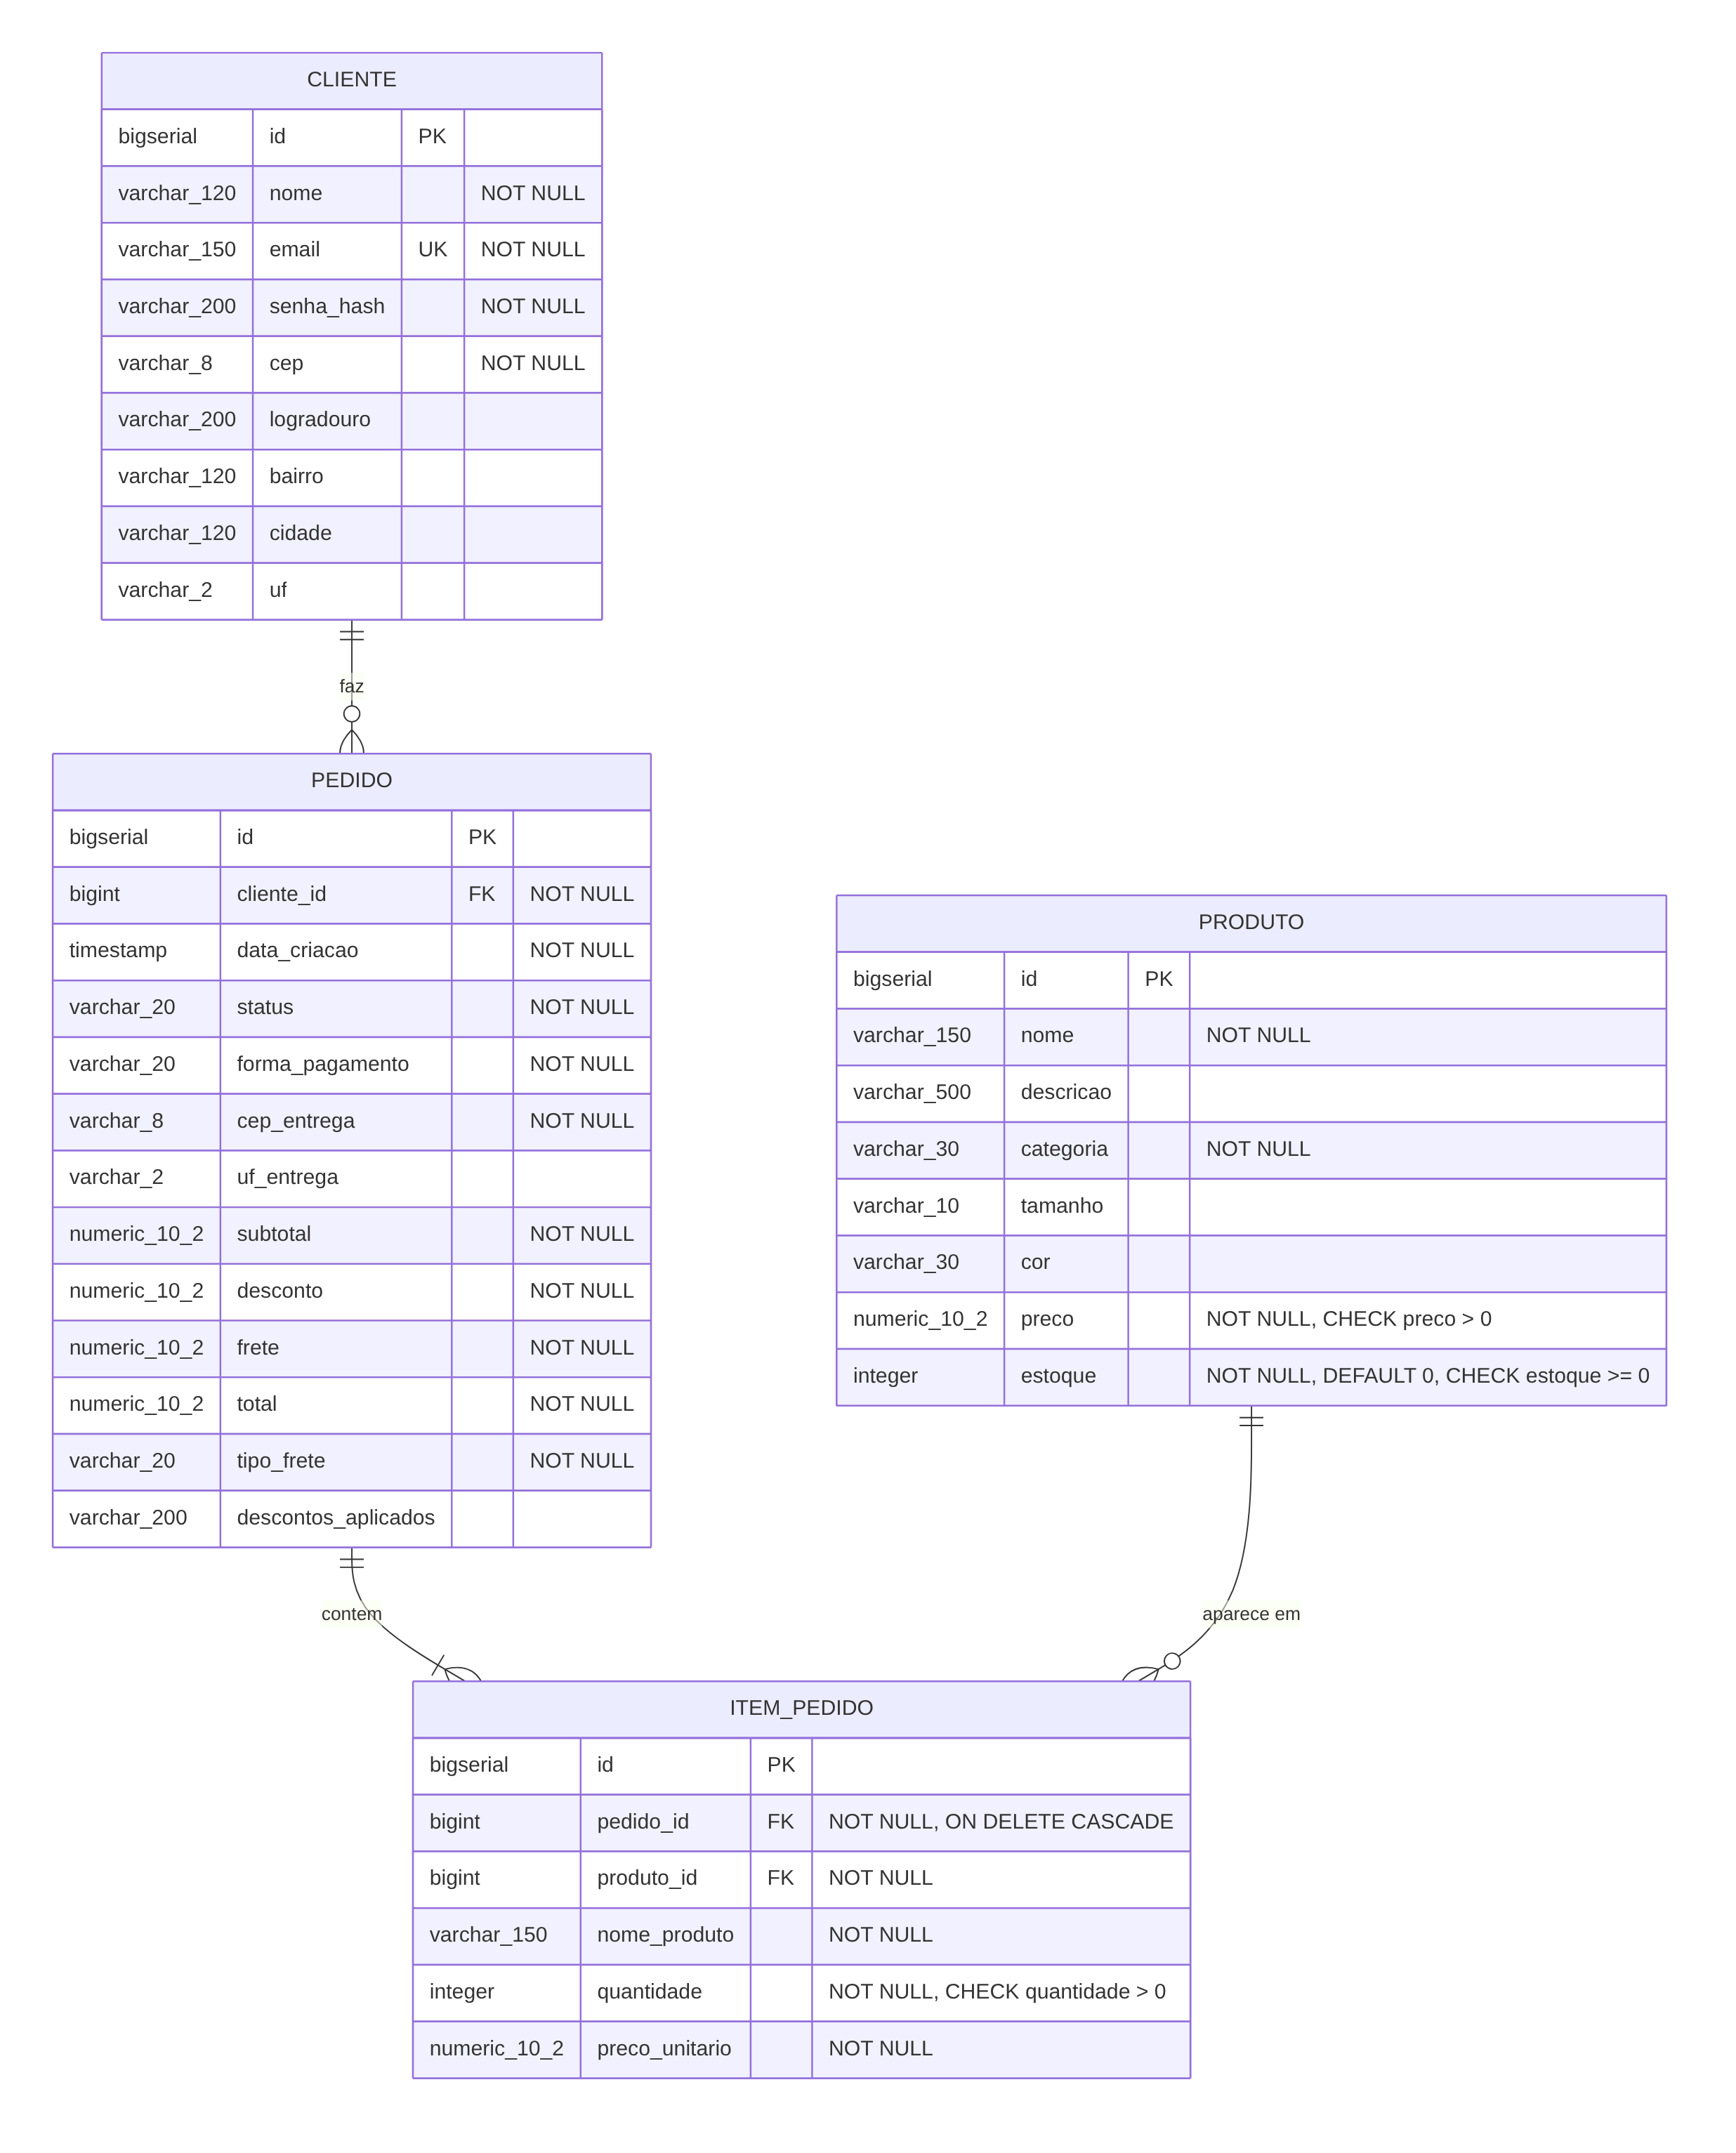 CLIENTE
bigserial id PK
varchar_120 nome NOT NULL
varchar_150 email UK NOT NULL
varchar_200 senha_hash NOT NULL
varchar_8 cep NOT NULL
varchar_200 logradouro
varchar_120 bairro
varchar_120 cidade
varchar_2 uf
faz
PEDIDO
bigserial id PK
bigint cliente_id FK NOT NULL
timestamp data_criacao NOT NULL
varchar_20 status NOT NULL
varchar_20 forma_pagamento NOT NULL
varchar_8 cep_entrega NOT NULL
varchar_2 uf_entrega
numeric_10_2 subtotal NOT NULL
numeric_10_2 desconto NOT NULL
numeric_10_2 frete NOT NULL
numeric_10_2 total NOT NULL
varchar_20 tipo_frete NOT NULL
varchar_200 descontos_aplicados
PRODUTO
bigserial id PK
varchar_150 nome NOT NULL
varchar_500 descricao
varchar_30 categoria NOT NULL
varchar_10 tamanho
varchar_30 cor
numeric_10_2 preco NOT NULL, CHECK preco > 0
integer estoque NOT NULL, DEFAULT 0, CHECK estoque >= 0
contem
aparece em
ITEM_PEDIDO
bigserial id PK
bigint pedido_id FK NOT NULL, ON DELETE CASCADE
bigint produto_id FK NOT NULL
varchar_150 nome_produto NOT NULL
integer quantidade NOT NULL, CHECK quantidade > 0
numeric_10_2 preco_unitario NOT NULL